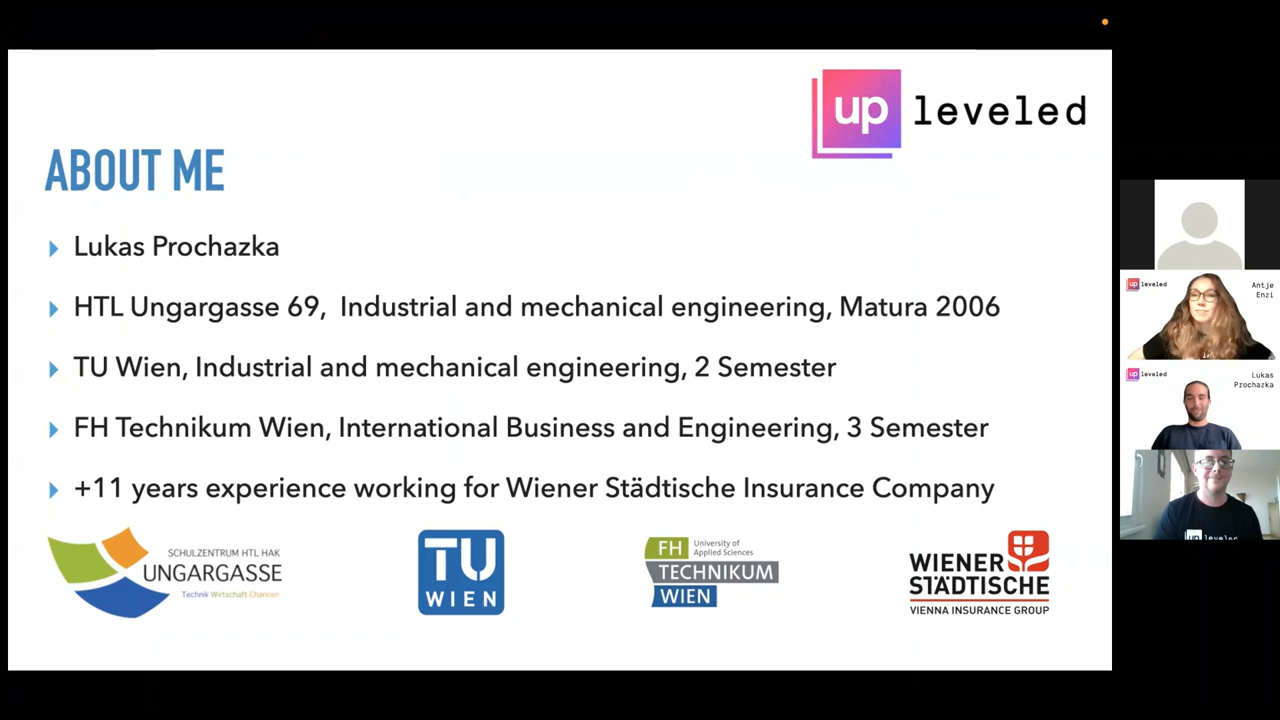 up leveled
ABOUT ME
Lukas Prochazka
HTL Ungargasse 69, Industrial and mechanical engineering, Matura 2006
TU Wien, Industrial and mechanical engineering, 2 Semester
FH Technikum Wien, International Business and Engineering, 3 Semester
+11 years experience working for Wiener Städtische Insurance Company
SCHULZENTRUM HTL HAK
UNGARGASSE
Technik Wirtschaft Chancen
TU
WIEN
FH University of
Applied Sciences
TECHNIKUM
WIEN
WIENER
STÄDTISCHE
VIENNA INSURANCE GROUP
up leveled
Antje
Enzi
up leveled
Lukas
Prochazka
up leveled